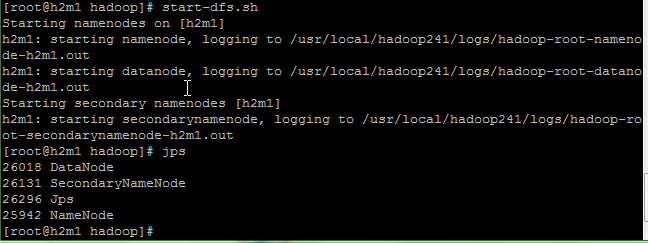 [root@h2m1 hadoop]# start-dfs.sh
Starting namenodes on [h2m1]
h2m1: starting namenode, logging to /usr/local/hadoop241/logs/hadoop-root-nameno
de-h2m1.out
h2m1: starting datanode, logging to /usr/local/hadoop241/logs/hadoop-root-datano
de-h2m1.out
Starting secondary namenodes [h2m1]
h2m1: starting secondarynamenode, logging to /usr/local/hadoop241/logs/hadoop-ro
ot-secondarynamenode-h2m1.out
[root@h2m1 hadoop]# jps
26018 DataNode
26131 SecondaryNameNode
26296 Jps
25942 NameNode
[root@h2m1 hadoop]#